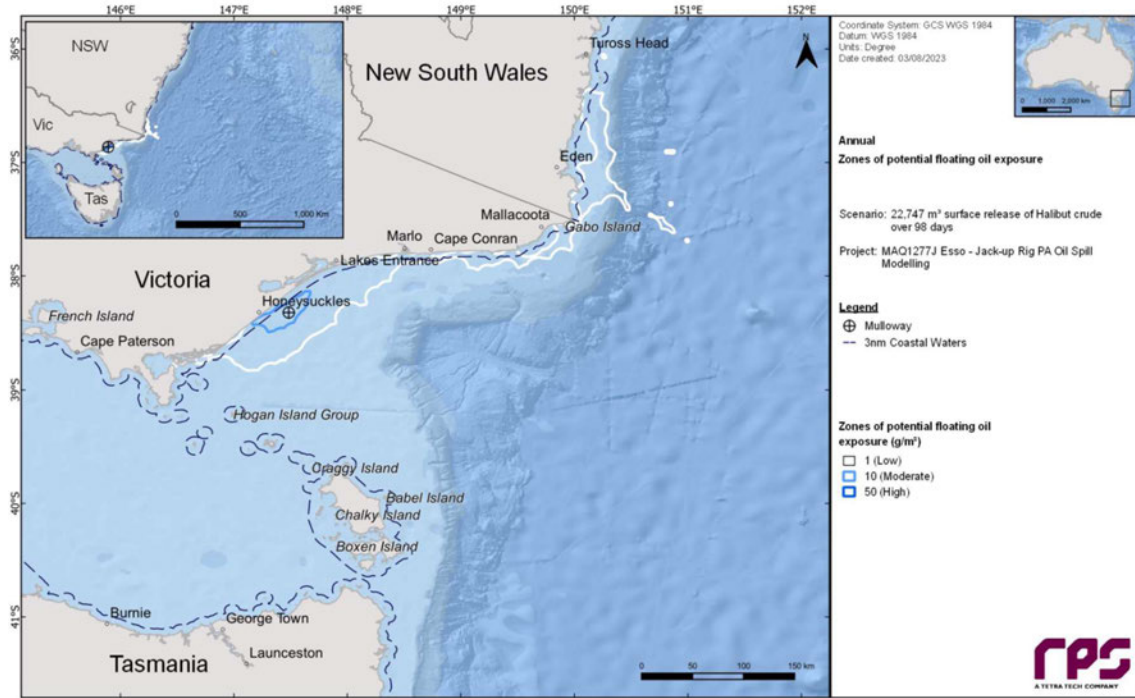 146°E
147°E
148°E
149°E
150°E
151°E
152°E
36°S
37°S
38°S
39°S
40°S
41°S
NSW
Vic
Tas
0
500
1,000 Km
New South Wales
Tuross Head
Eden
Mallacoota
Gabo Island
Marlo
Cape Conran
Lakes Entrance
Victoria
Honeysuckles
French Island
Cape Paterson
Hogan Island Group
Craggy Island
Babel Island
Chalky Island
Boxen Island
Burnie
George Town
Launceston
Tasmania
0
50
100
150 km
N
Coordinate System: GCS WGS 1984
Datum: WGS 1984
Units: Degree
Date created: 03/08/2023
0
1,000
2,000 km
Annual
Zones of potential floating oil exposure
Scenario: 22,747 m³ surface release of Halibut crude
over 98 days
Project: MAQ1277J Esso - Jack-up Rig PA Oil Spill
Modelling
Legend
Mulloway
3nm Coastal Waters
Zones of potential floating oil
exposure (g/m²)
1 (Low)
10 (Moderate)
50 (High)
rps
A TETRA TECH COMPANY